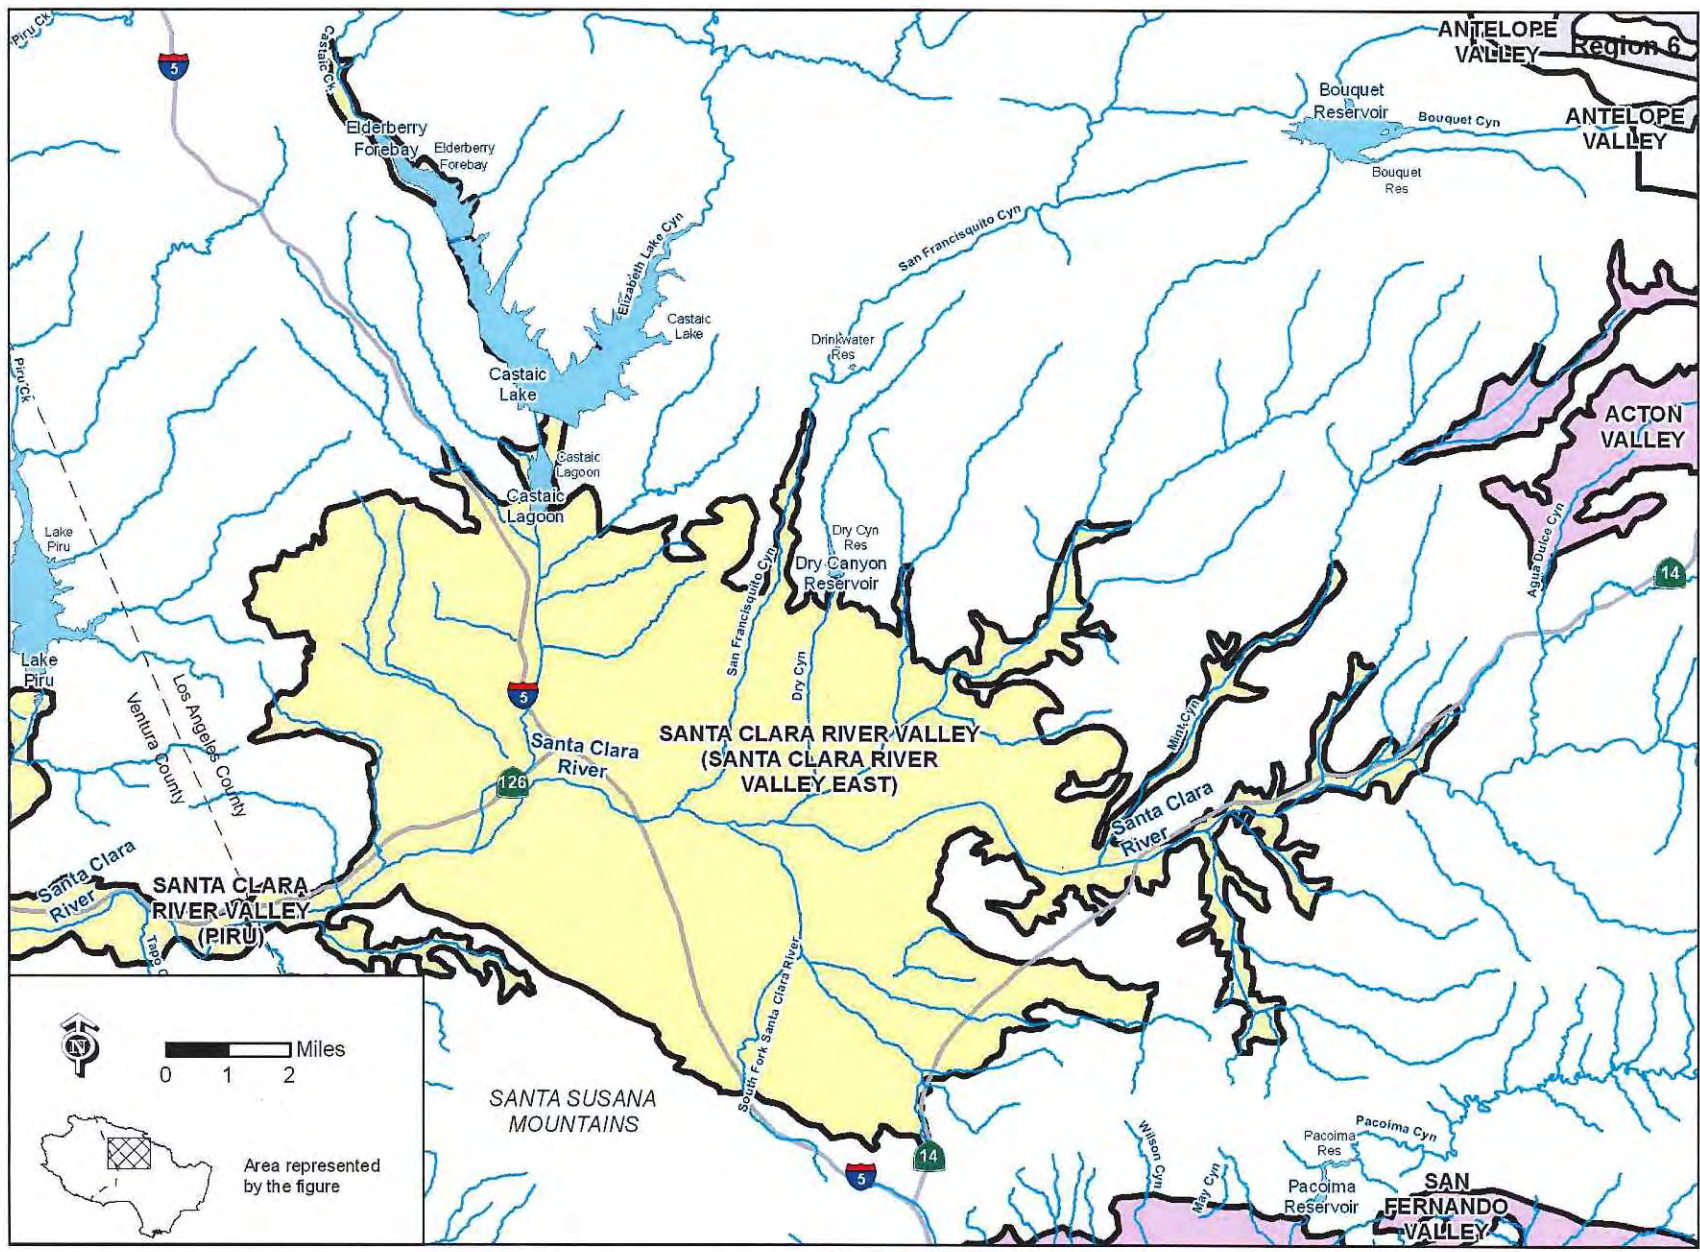 Piru Ck
5
Castaic Ck
ANTELOPE
VALLEY
Region 6
Bouquet
Reservoir
Bouquet Cyn
ANTELOPE
VALLEY
Elderberry
Forebay
Elderberry
Forebay
Bouquet
Res
San Francisquito Cyn
Elizabeth Lake Cyn
Castaic
Lake
Drinkwater
Res
Piru Ck
Castaic
Lake
ACTON
VALLEY
Castaic
Lagoon
Castaic
Lagoon
Lake
Piru
Dry Cyn
Res
Dry Canyon
Reservoir
Agua Dulce Cyn
14
San Francisquito Cyn
Lake
Piru
Dry Cyn
5
Los Angeles County
Ventura County
Mint Cyn
SANTA CLARA RIVER VALLEY
(SANTA CLARA RIVER
VALLEY EAST)
Santa Clara
River
126
Santa Clara
River
Santa Clara
River
SANTA CLARA
RIVER VALLEY
(PIRU)
Tapo C
South Fork Santa Clara River
N
Miles
0 1 2
SANTA SUSANA
MOUNTAINS
Area represented
by the figure
5
14
Wilson Cyn
May Cyn
Pacoima Cyn
Pacoima
Res
Pacoima
Reservoir
SAN
FERNANDO
VALLEY